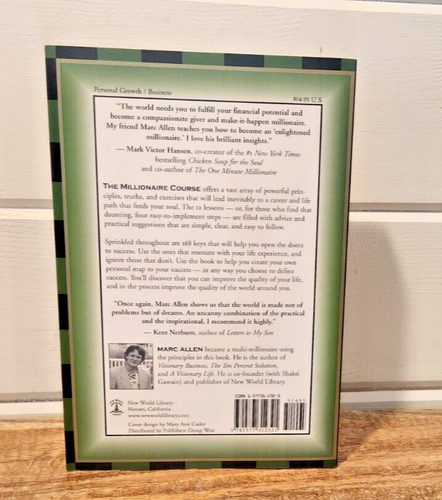 Personal Growth / Business
$14.95 U.S.
"The world needs you to fulfill your financial potential and
become a compassionate giver and make-it-happen millionaire.
My friend Marc Allen teaches you how to become an 'enlightened
millionaire.' I love his brilliant insights."
— Mark Victor Hansen, co-creator of the #1 New York Times
bestselling Chicken Soup for the Soul
and co-author of The One Minute Millionaire
THE MILLIONAIRE COURSE offers a vast array of powerful prin-
ciples, truths, and exercises that will lead inevitably to a career and life
path that feeds your soul. The 12 lessons — or, for those who find that
daunting, four easy-to-implement steps — are filled with advice and
practical suggestions that are simple, clear, and easy to follow.
Sprinkled throughout are 168 keys that will help you open the doors
to success. Use the ones that resonate with your life experience, and
ignore those that don't. Use the book to help you create your own
personal map to your success — in any way you choose to define
success. You'll discover that you can improve the quality of your life,
and in the process improve the quality of the world around you.
"Once again, Marc Allen shows us that the world is made not of
problems but of dreams. An uncanny combination of the practical
and the inspirational, I recommend it highly."
— Kent Nerburn, author of Letters to My Son
MARC ALLEN became a multi-millionaire using
the principles in this book. He is the author of
Visionary Business, The Ten Percent Solution,
and A Visionary Life. He is co-founder (with Shakti
Gawain) and publisher of New World Library.
New World Library
Novato, California
www.newworldlibrary.com
Cover design by Mary Ann Casler
Distributed by Publishers Group West